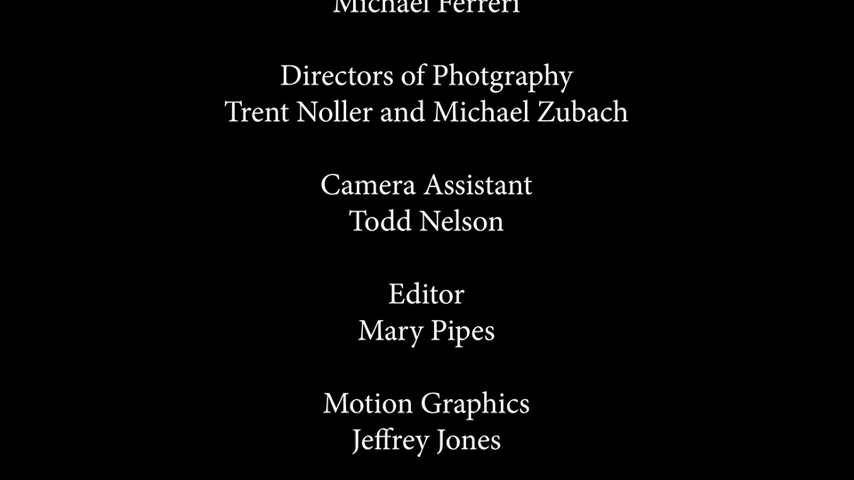 Michael Ferreri
Directors of Photgraphy
Trent Noller and Michael Zubach
Camera Assistant
Todd Nelson
Editor
Mary Pipes
Motion Graphics
Jeffrey Jones